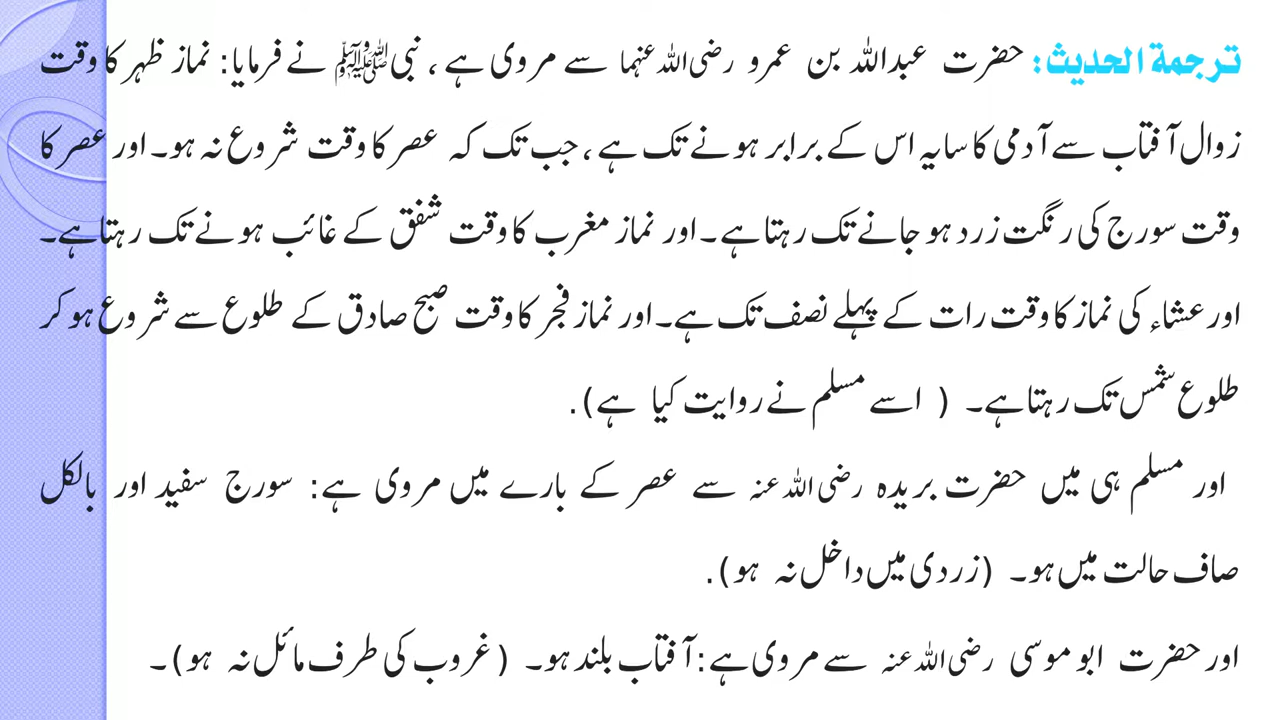 ترجمة الحديث: حضرت عبداللہ بن عمرو رضی اللہ عنہما سے مروی ہے ، نبی ﷺ نے فرمایا: نماز ظہر کا وقت
زوال آفتاب سے آدمی کا سایہ اس کے برابر ہونے تک ہے ، جب تک کہ عصر کا وقت شروع نہ ہو۔ اور عصر کا
وقت سورج کی رنگت زرد ہو جانے تک رہتا ہے۔ اور نماز مغرب کا وقت شفق کے غائب ہونے تک رہتا ہے۔
اور عشاء کی نماز کا وقت رات کے پہلے نصف تک ہے۔ اور نماز فجر کا وقت صبح صادق کے طلوع سے شروع ہو کر
طلوع شمس تک رہتا ہے۔ ( اسے مسلم نے روایت کیا ہے).
اور مسلم ہی میں حضرت بریدہ رضی اللہ عنہ سے عصر کے بارے میں مروی ہے: سورج سفید اور بالکل
صاف حالت میں ہو۔ (زردی میں داخل نہ ہو).
اور حضرت ابو موسی رضی اللہ عنہ سے مروی ہے: آفتاب بلند ہو۔ ( غروب کی طرف مائل نہ ہو)۔